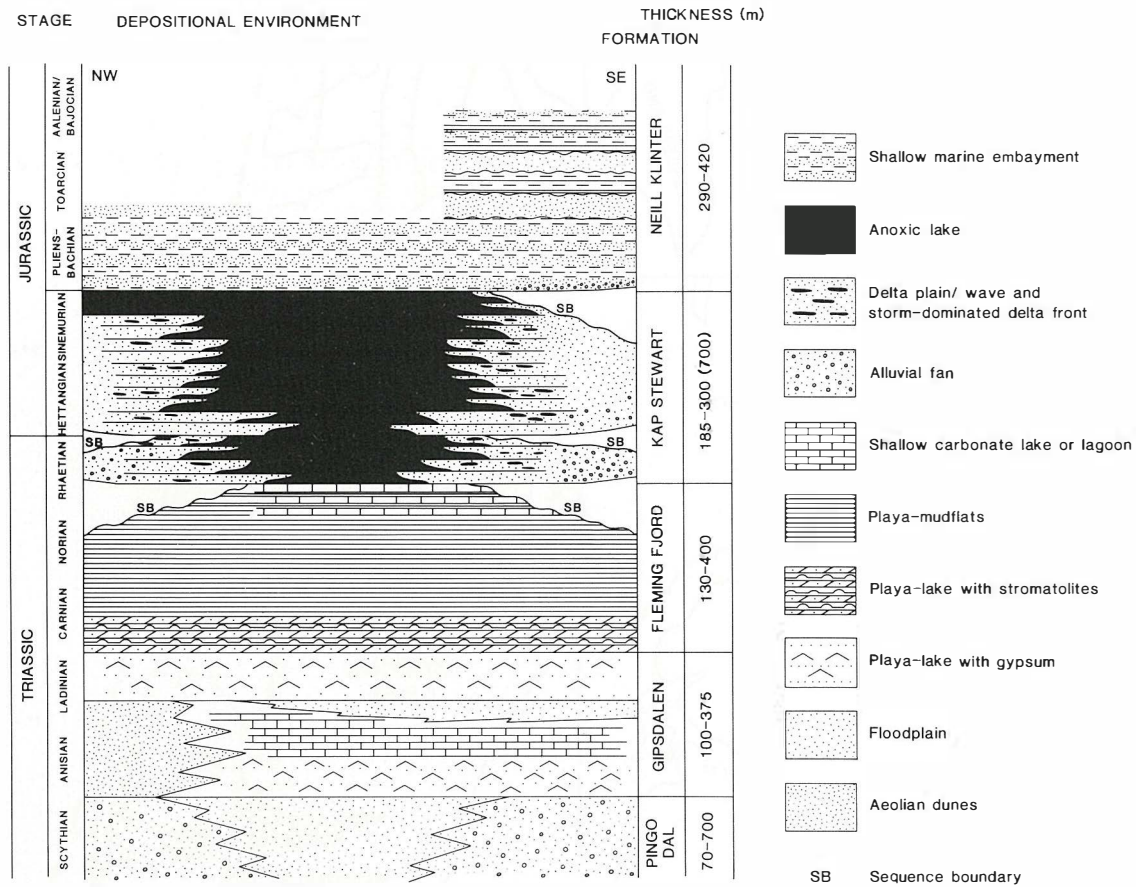 STAGE
DEPOSITIONAL ENVIRONMENT
THICKNESS (m)
FORMATION
NW
SE
JURASSIC
TRIASSIC
AALENIAN/
BAJOCIAN
TOARCIAN
PLIENS-
BACHIAN
SINEMURIAN
HETTANGIAN
RHAETIAN
NORIAN
CARNIAN
LADINIAN
ANISIAN
SCYTHIAN
SB
SB
SB
SB
SB
NEILL KLINTER
290-420
KAP STEWART
185-300 (700)
FLEMING FJORD
130-400
GIPSDALEN
100-375
PINGO
DAL
70-700
Shallow marine embayment
Anoxic lake
Delta plain/ wave and
storm-dominated delta front
Alluvial fan
Shallow carbonate lake or lagoon
Playa-mudflats
Playa-lake with stromatolites
Playa-lake with gypsum
Floodplain
Aeolian dunes
SB Sequence boundary